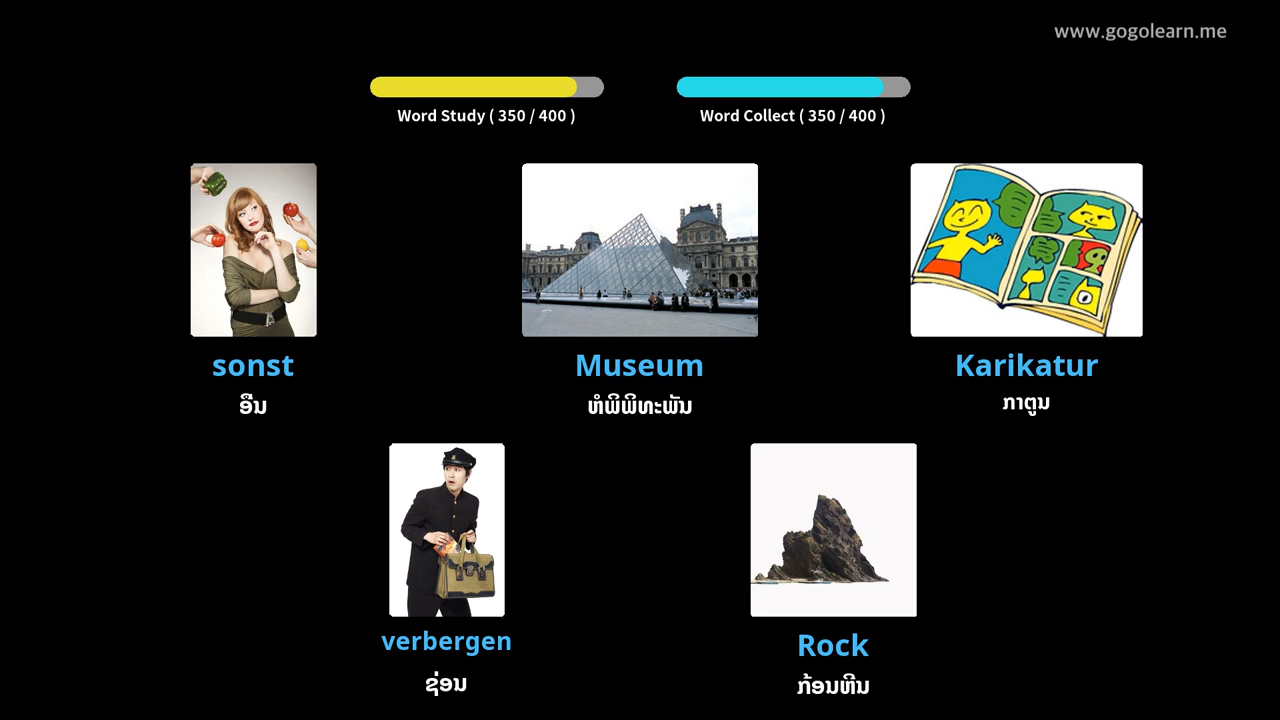 www.gogolearn.me
Word Study ( 350 / 400 )
Word Collect ( 350 / 400 )
sonst
Museum
Karikatur
ອື່ນ
ຫໍພິພິທະພັນ
ກາຕູນ
verbergen
Rock
ຊ່ອນ
ກ້ອນຫີນ